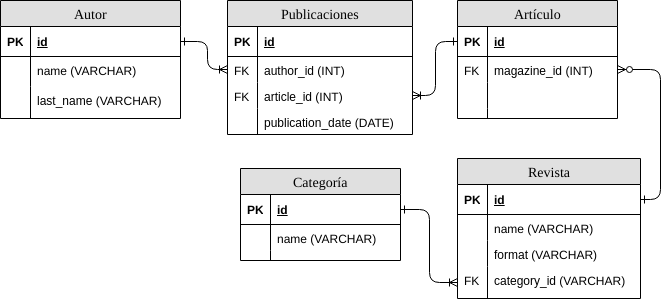 Autor
PK id
name (VARCHAR)
last_name (VARCHAR)
Publicaciones
PK id
FK author_id (INT)
FK article_id (INT)
publication_date (DATE)
Artículo
PK id
FK magazine_id (INT)
Categoría
PK id
name (VARCHAR)
Revista
PK id
name (VARCHAR)
format (VARCHAR)
FK category_id (VARCHAR)